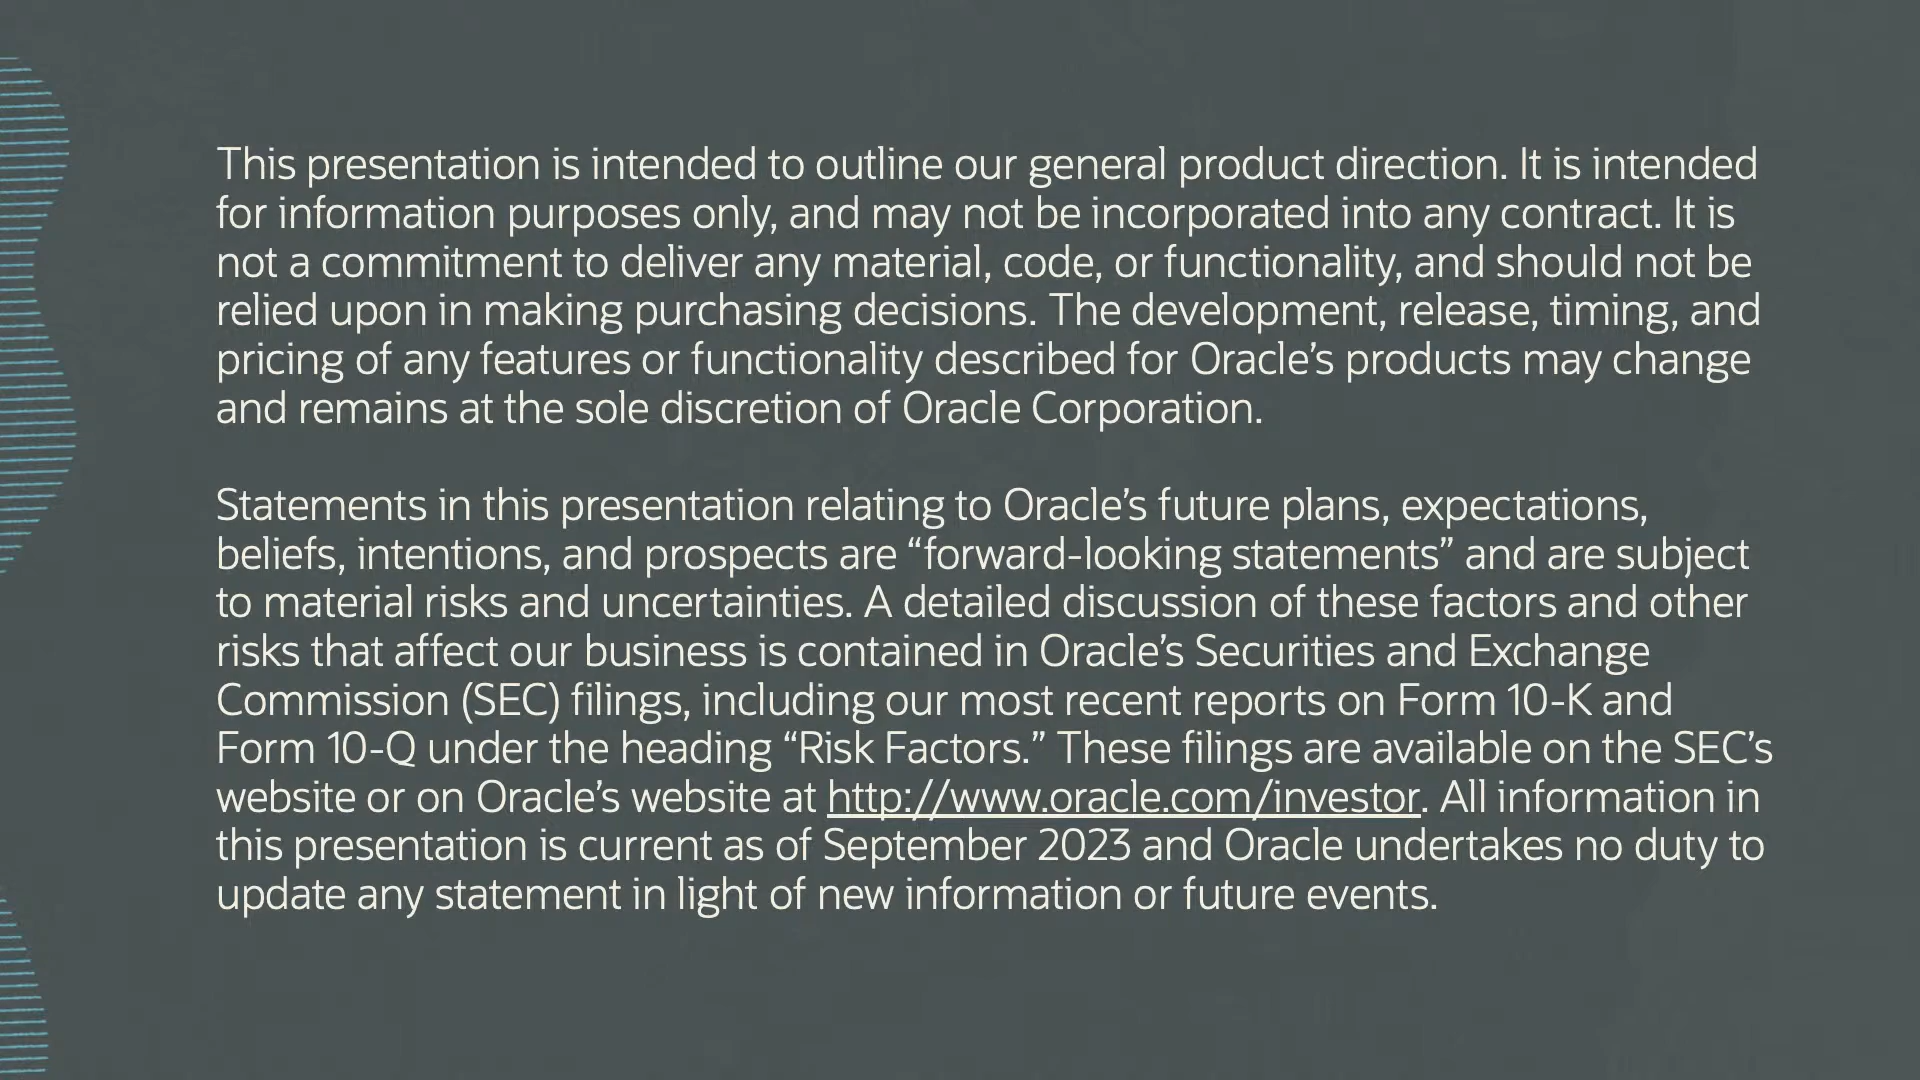 This presentation is intended to outline our general product direction. It is intended
for information purposes only, and may not be incorporated into any contract. It is
not a commitment to deliver any material, code, or functionality, and should not be
relied upon in making purchasing decisions. The development, release, timing, and
pricing of any features or functionality described for Oracle’s products may change
and remains at the sole discretion of Oracle Corporation.
Statements in this presentation relating to Oracle’s future plans, expectations,
beliefs, intentions, and prospects are “forward-looking statements” and are subject
to material risks and uncertainties. A detailed discussion of these factors and other
risks that affect our business is contained in Oracle’s Securities and Exchange
Commission (SEC) filings, including our most recent reports on Form 10-K and
Form 10-Q under the heading “Risk Factors.” These filings are available on the SEC’s
website or on Oracle’s website at http://www.oracle.com/investor. All information in
this presentation is current as of September 2023 and Oracle undertakes no duty to
update any statement in light of new information or future events.